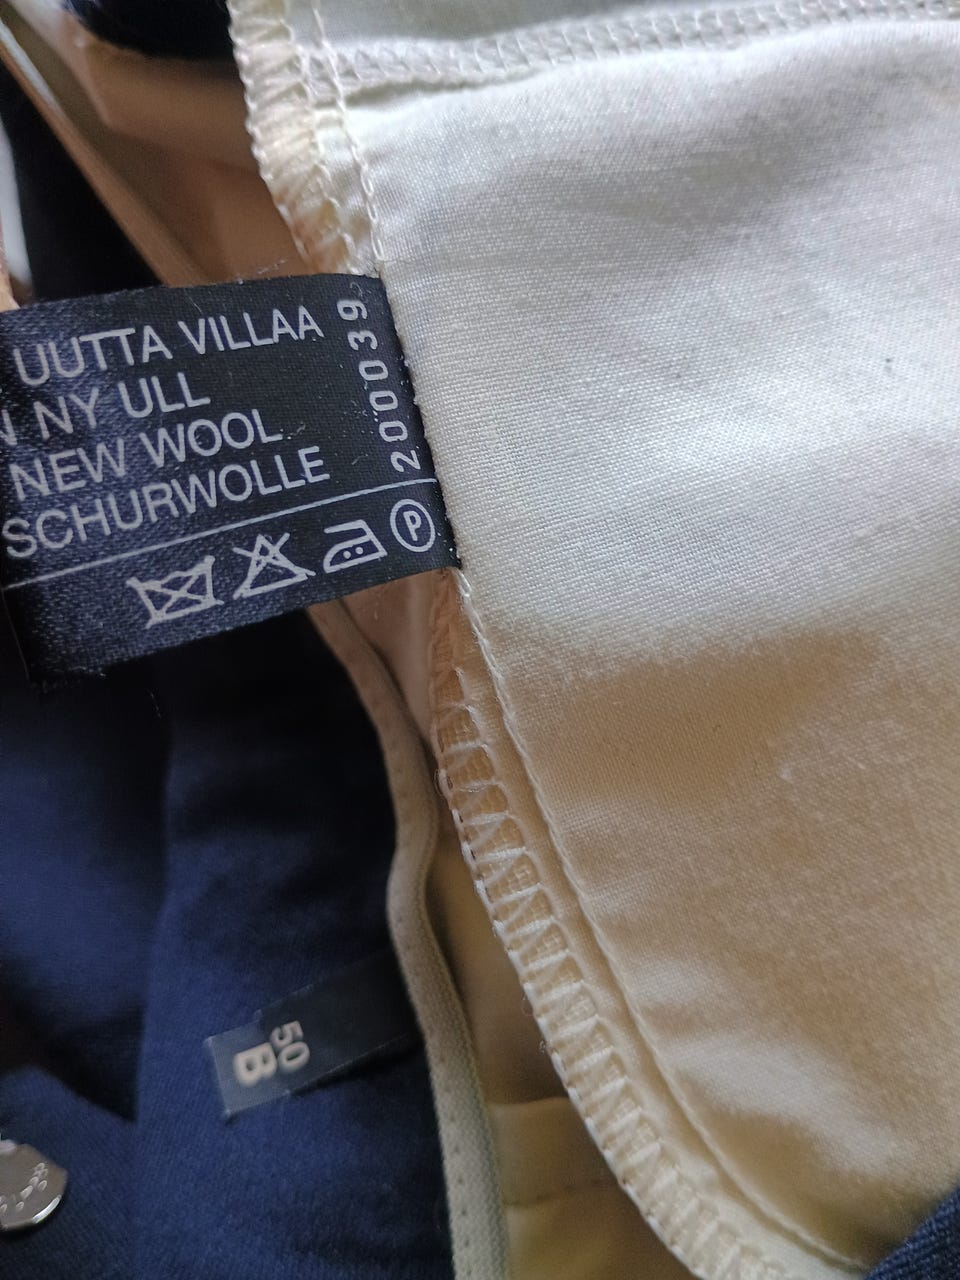 UUTTA VILLAA
NY ULL
NEW WOOL
SCHURWOLLE
200039
P
50
B